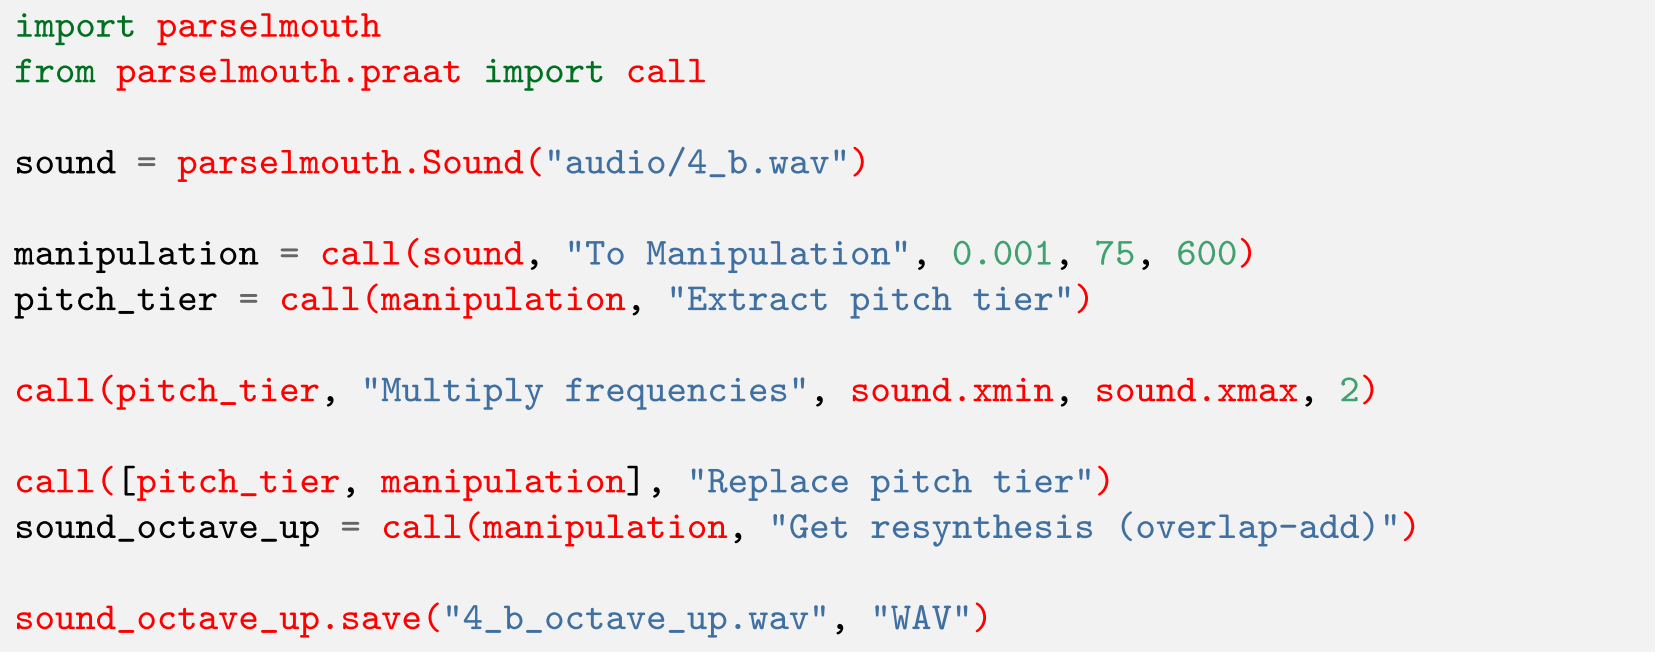 import parselmouth
from parselmouth.praat import call
sound = parselmouth.Sound("audio/4_b.wav")
manipulation = call(sound, "To Manipulation", 0.001, 75, 600)
pitch_tier = call(manipulation, "Extract pitch tier")
call(pitch_tier, "Multiply frequencies", sound.xmin, sound.xmax, 2)
call([pitch_tier, manipulation], "Replace pitch tier")
sound_octave_up = call(manipulation, "Get resynthesis (overlap-add)")
sound_octave_up.save("4_b_octave_up.wav", "WAV")